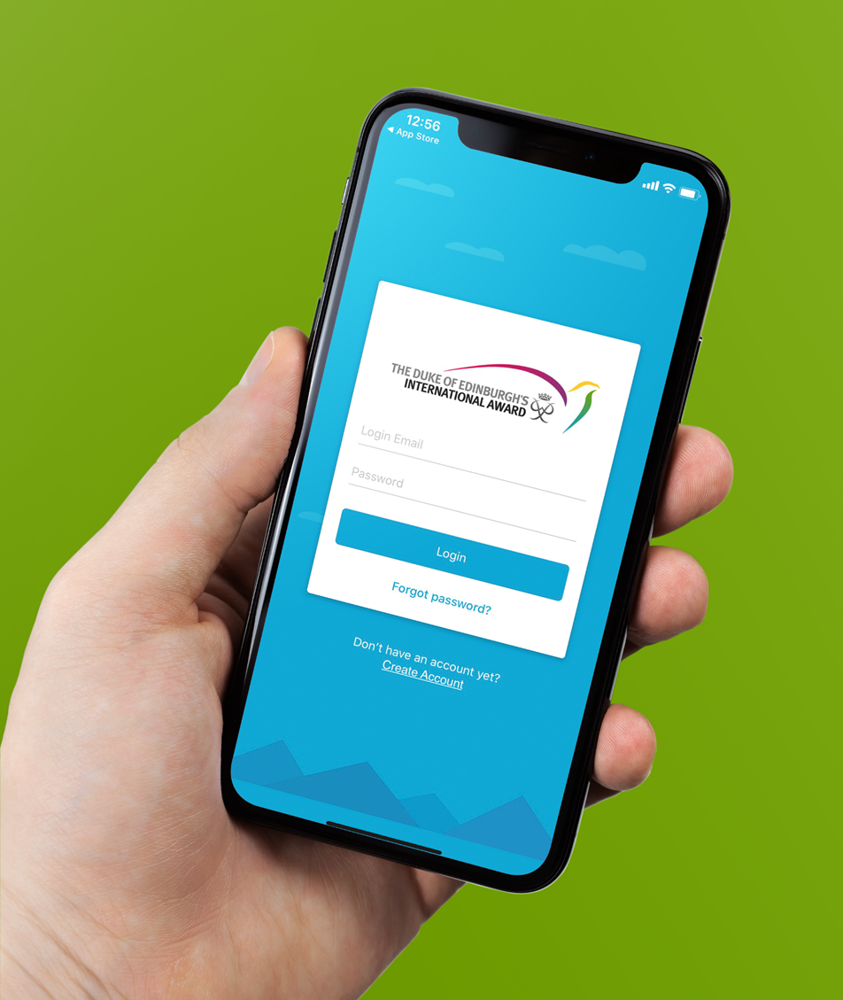 12:56
◀ App Store
THE DUKE OF EDINBURGH'S
INTERNATIONAL AWARD
Login Email
Password
Login
Forgot password?
Don't have an account yet?
Create Account